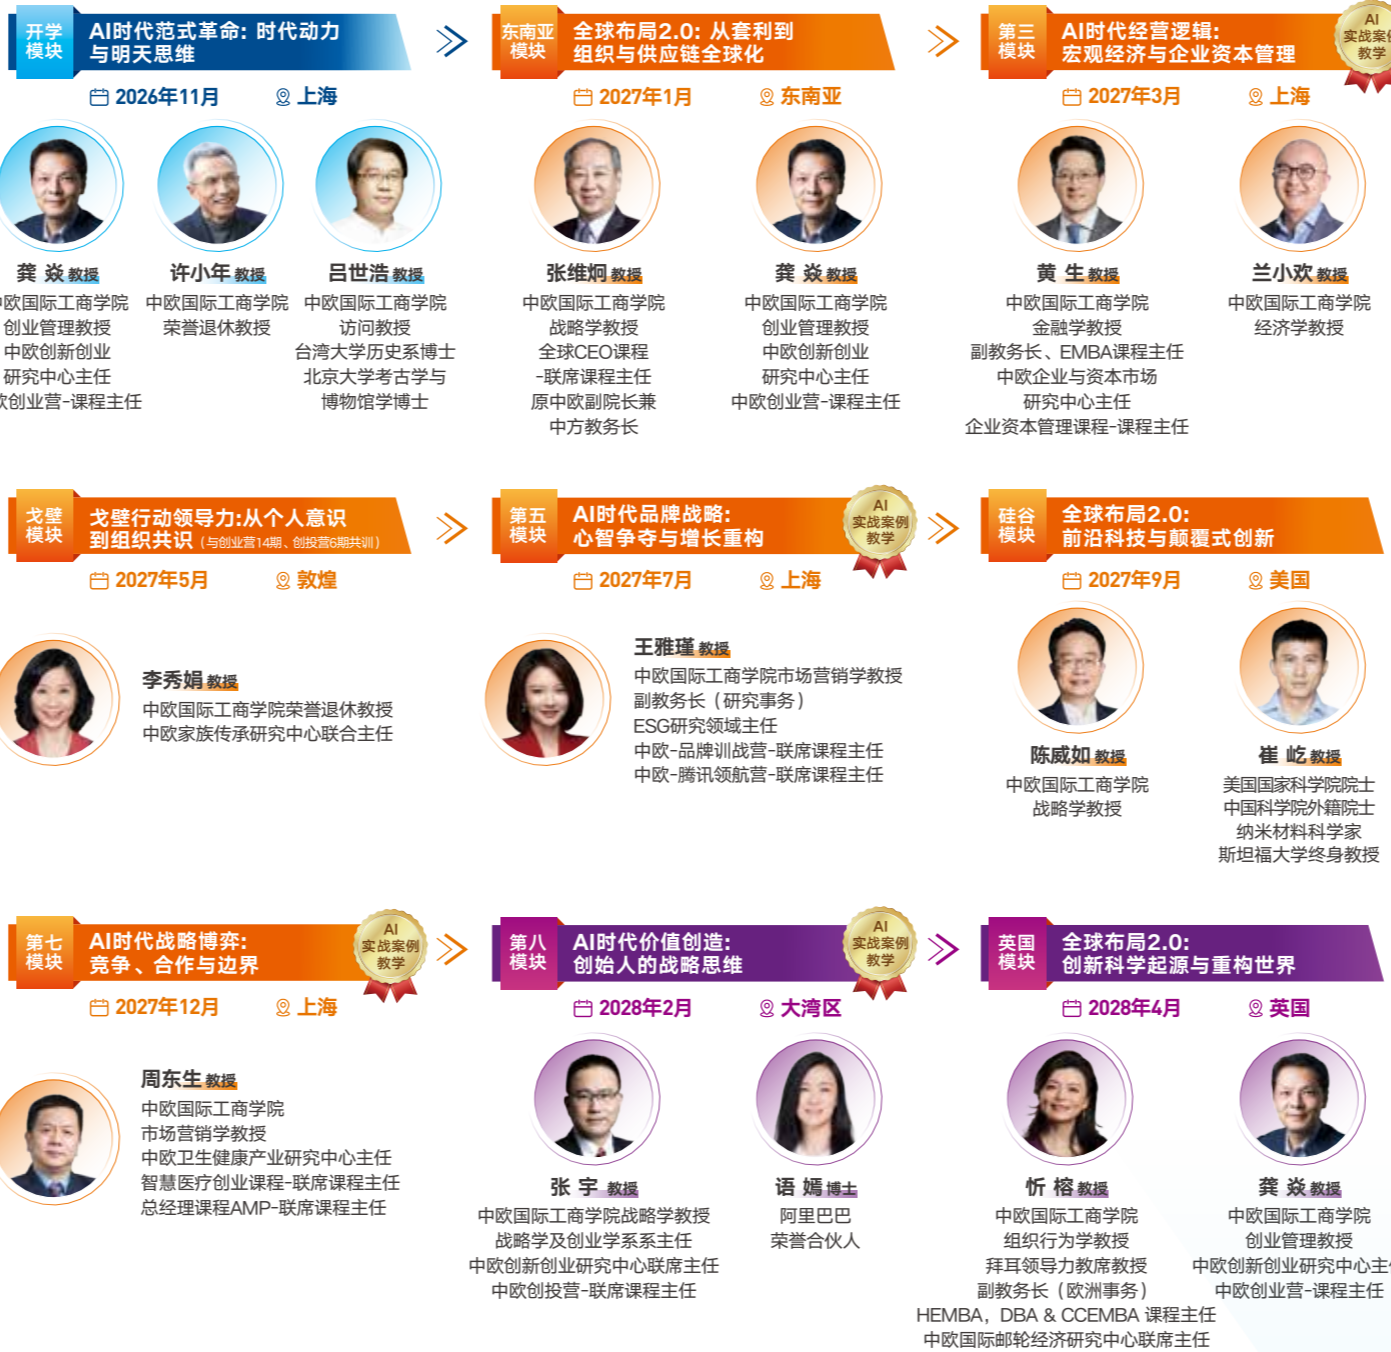 开学
模块
AI时代范式革命: 时代动力
与明天思维
2026年11月
上海
龚 焱 教授
中欧国际工商学院
创业管理教授
中欧创新创业
研究中心主任
欧创业营-课程主任
许小年 教授
中欧国际工商学院
荣誉退休教授
吕世浩 教授
中欧国际工商学院
访问教授
台湾大学历史系博士
北京大学考古学与
博物馆学博士
东南亚
模块
全球布局2.0: 从套利到
组织与供应链全球化
2027年1月
东南亚
张维炯 教授
中欧国际工商学院
战略学教授
全球CEO课程
-联席课程主任
原中欧副院长兼
中方教务长
龚 焱 教授
中欧国际工商学院
创业管理教授
中欧创新创业
研究中心主任
中欧创业营-课程主任
第三
模块
AI时代经营逻辑:
宏观经济与企业资本管理
AI
实战案例
教学
2027年3月
上海
黄 生 教授
中欧国际工商学院
金融学教授
副教务长、EMBA课程主任
中欧企业与资本市场
研究中心主任
企业资本管理课程-课程主任
兰小欢 教授
中欧国际工商学院
经济学教授
戈壁
模块
戈壁行动领导力:从个人意识
到组织共识（与创业营14期、创投营6期共训）
2027年5月
敦煌
李秀娟 教授
中欧国际工商学院荣誉退休教授
中欧家族传承研究中心联合主任
第五
模块
AI时代品牌战略:
心智争夺与增长重构
AI
实战案例
教学
2027年7月
上海
王雅瑾 教授
中欧国际工商学院市场营销学教授
副教务长（研究事务）
ESG研究领域主任
中欧-品牌训战营-联席课程主任
中欧-腾讯领航营-联席课程主任
硅谷
模块
全球布局2.0:
前沿科技与颠覆式创新
2027年9月
美国
陈威如 教授
中欧国际工商学院
战略学教授
崔 屹 教授
美国国家科学院院士
中国科学院外籍院士
纳米材料科学家
斯坦福大学终身教授
第七
模块
AI时代战略博弈:
竞争、合作与边界
AI
实战案例
教学
2027年12月
上海
周东生 教授
中欧国际工商学院
市场营销学教授
中欧卫生健康产业研究中心主任
智慧医疗创业课程-联席课程主任
总经理课程AMP-联席课程主任
第八
模块
AI时代价值创造:
创始人的战略思维
AI
实战案例
教学
2028年2月
大湾区
张 宇 教授
中欧国际工商学院战略学教授
战略学及创业学系系主任
中欧创新创业研究中心联席主任
中欧创投营-联席课程主任
语 嫣 博士
阿里巴巴
荣誉合伙人
英国
模块
全球布局2.0:
创新科学起源与重构世界
2028年4月
英国
忻 榕 教授
中欧国际工商学院
组织行为学教授
拜耳领导力教席教授
副教务长（欧洲事务）
HEMBA, DBA & CCEMBA 课程主任
中欧国际邮轮经济研究中心联席主任
龚 焱 教授
中欧国际工商学院
创业管理教授
中欧创新创业研究中心主任
中欧创业营-课程主任